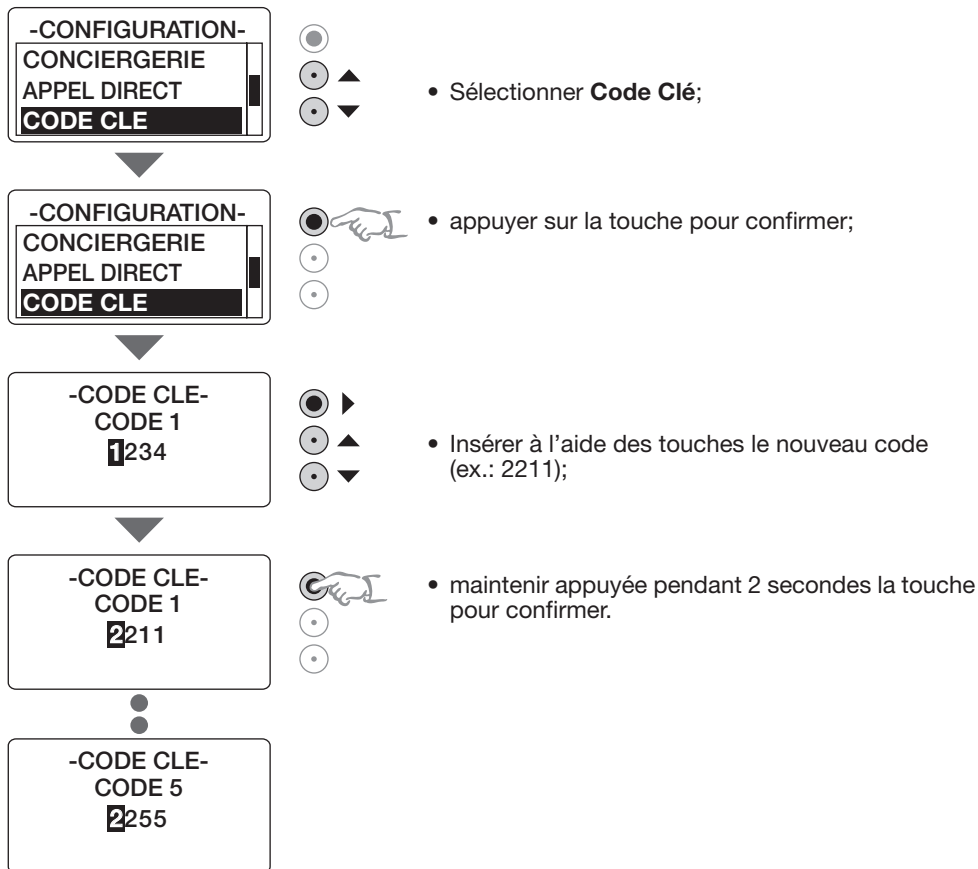 -CONFIGURATION-
CONCIERGERIE
APPEL DIRECT
CODE CLE
• Sélectionner Code Clé;
-CONFIGURATION-
CONCIERGERIE
APPEL DIRECT
CODE CLE
• appuyer sur la touche pour confirmer;
-CODE CLE-
CODE 1
1234
• Insérer à l’aide des touches le nouveau code
(ex.: 2211);
-CODE CLE-
CODE 1
2211
• maintenir appuyée pendant 2 secondes la touche
pour confirmer.
-CODE CLE-
CODE 5
2255